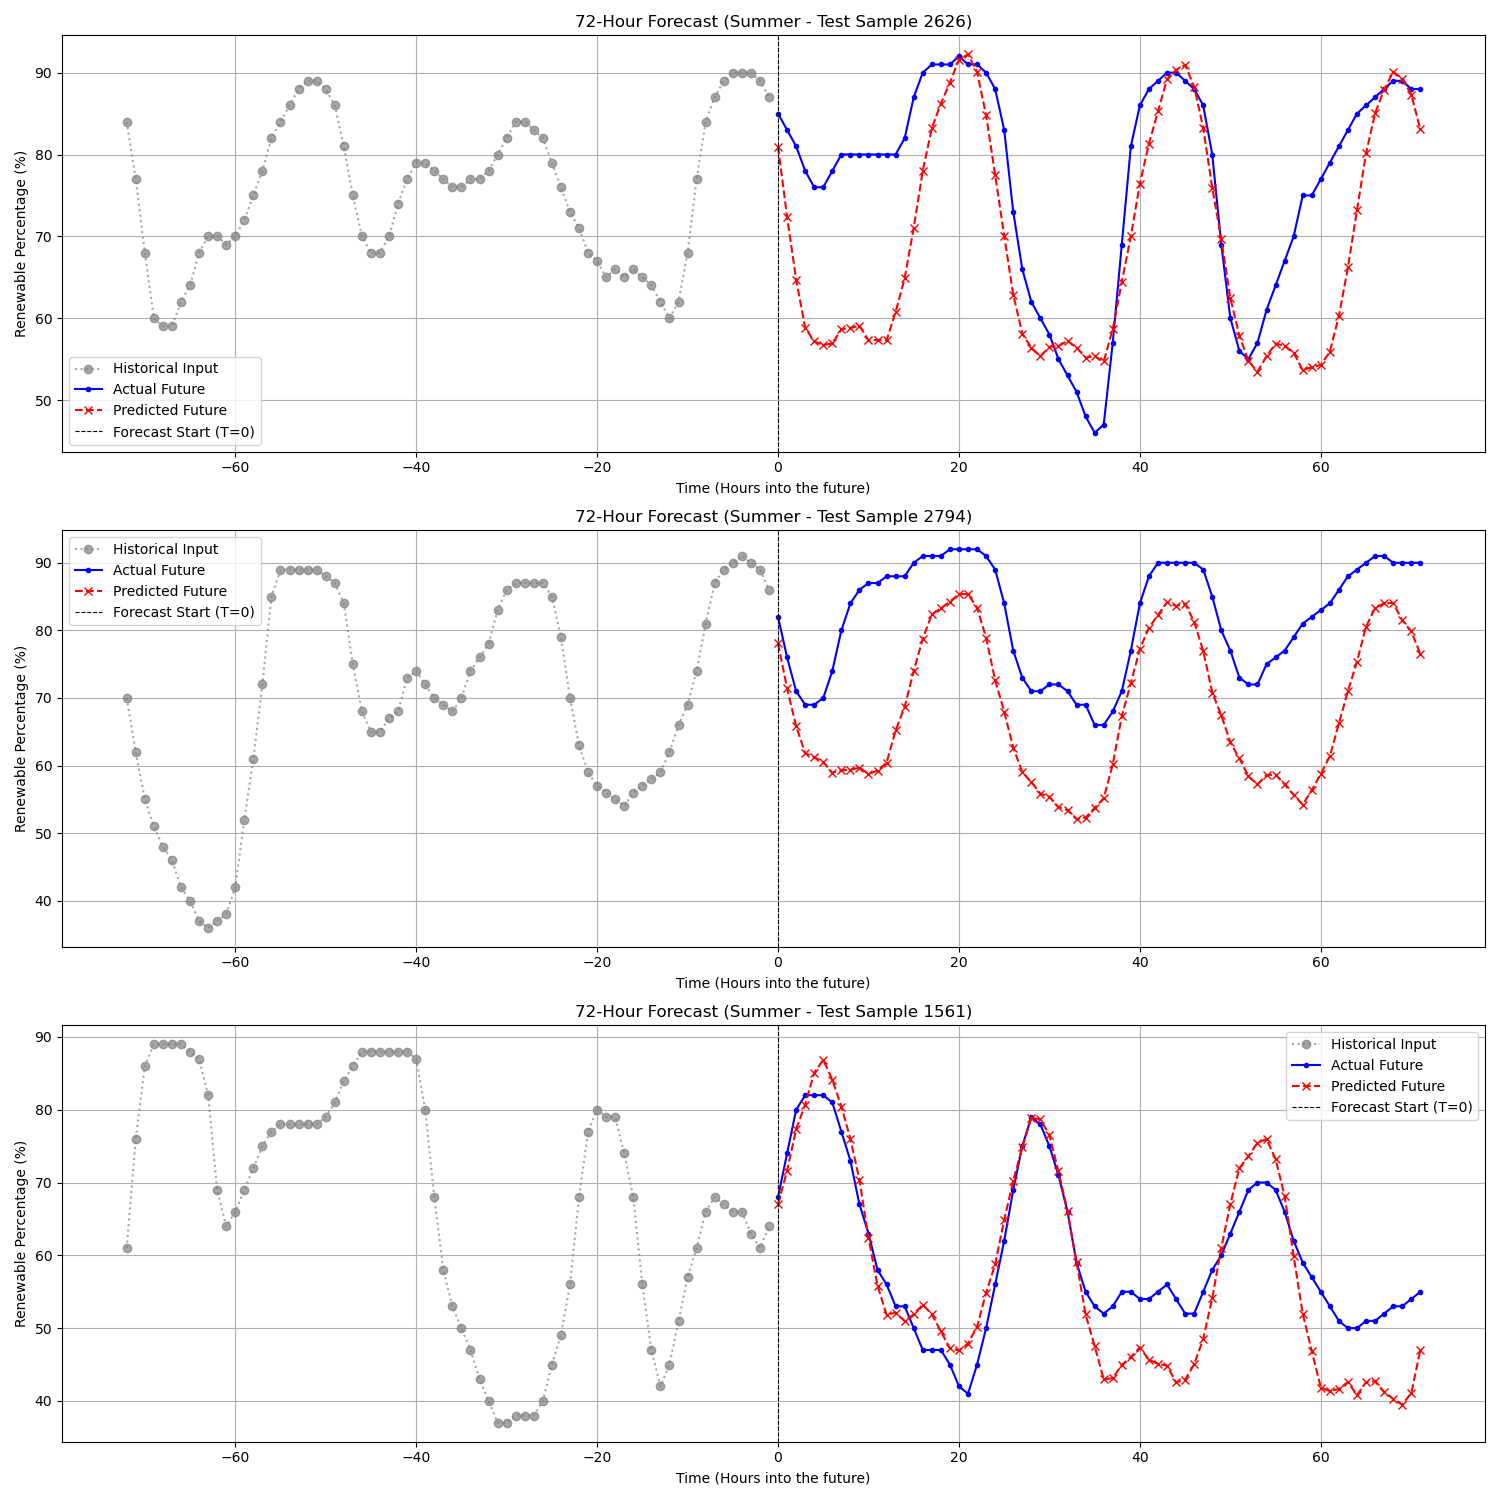 72-Hour Forecast (Summer - Test Sample 2626)
Renewable Percentage (%)
90
80
70
60
50
Historical Input
Actual Future
Predicted Future
Forecast Start (T=0)
−60 −40 −20 0 20 40 60
Time (Hours into the future)
72-Hour Forecast (Summer - Test Sample 2794)
Renewable Percentage (%)
90
80
70
60
50
40
Historical Input
Actual Future
Predicted Future
Forecast Start (T=0)
−60 −40 −20 0 20 40 60
Time (Hours into the future)
72-Hour Forecast (Summer - Test Sample 1561)
Renewable Percentage (%)
90
80
70
60
50
40
Historical Input
Actual Future
Predicted Future
Forecast Start (T=0)
−60 −40 −20 0 20 40 60
Time (Hours into the future)